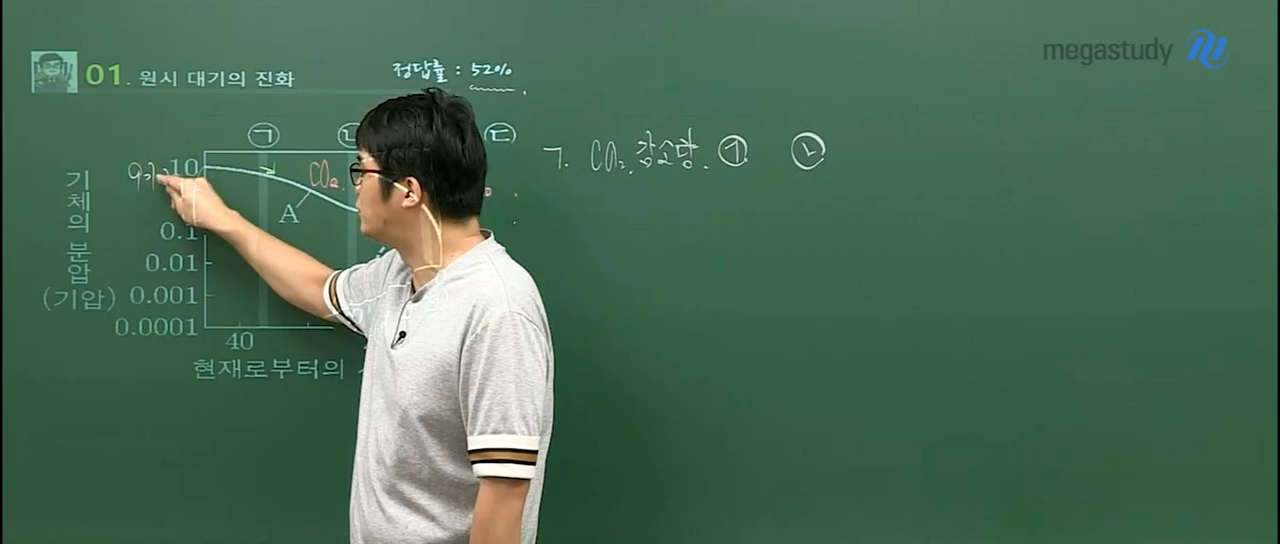 megastudy
01. 원시 대기의 진화
정답률 : 52%
ㄱ ㄴ ㄷ
ㄱ. CO₂ 감소량. ㄱ ㄴ
기체의 분압 (기압)
10
0.1
0.01
0.001
0.0001
CO₂
A
40
현재로부터의